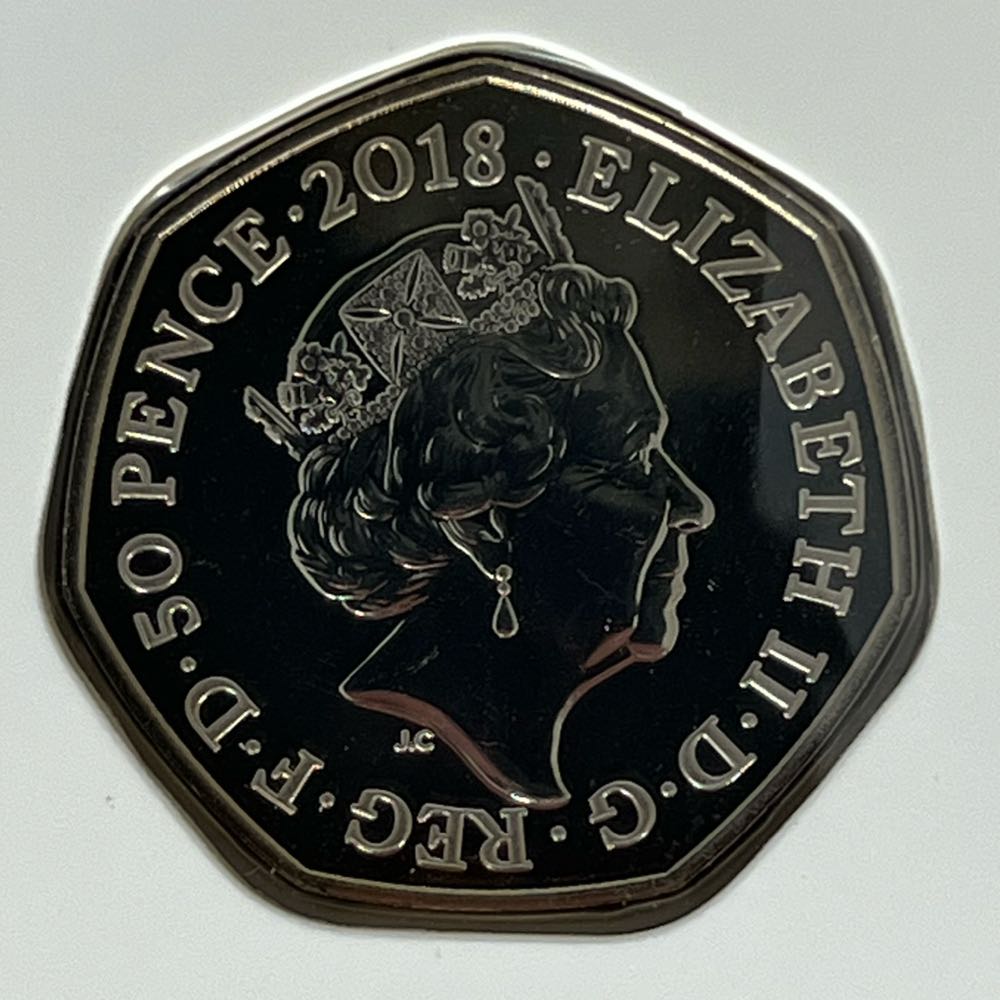 ELIZABETH II · D · G · REG · F · D · 50 PENCE · 2018 ·
J.C